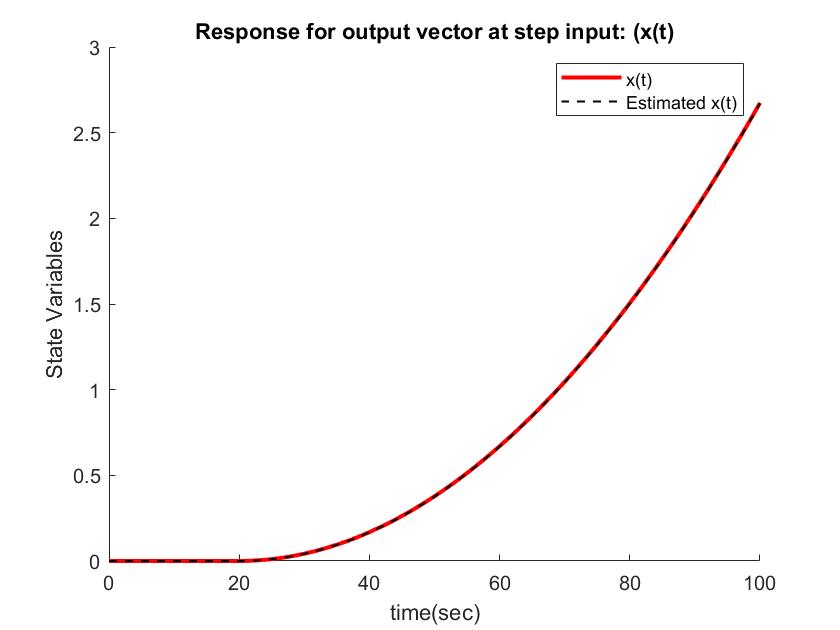 Response for output vector at step input: (x(t)
x(t)
Estimated x(t)
State Variables
3
2.5
2
1.5
1
0.5
0
0 20 40 60 80 100
time(sec)